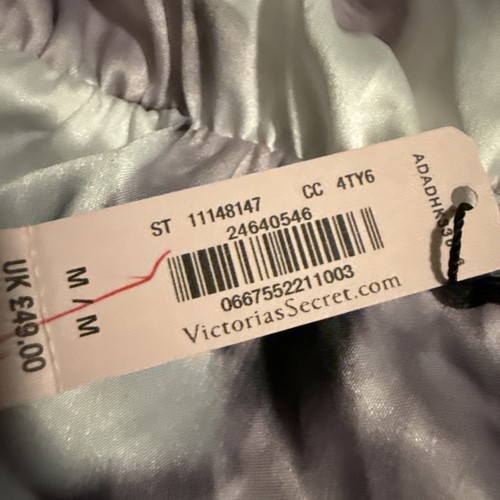 ST 11148147 CC 4TY6
24640546
0667552211003
VictoriasSecret.com
M / M
UK £49.00